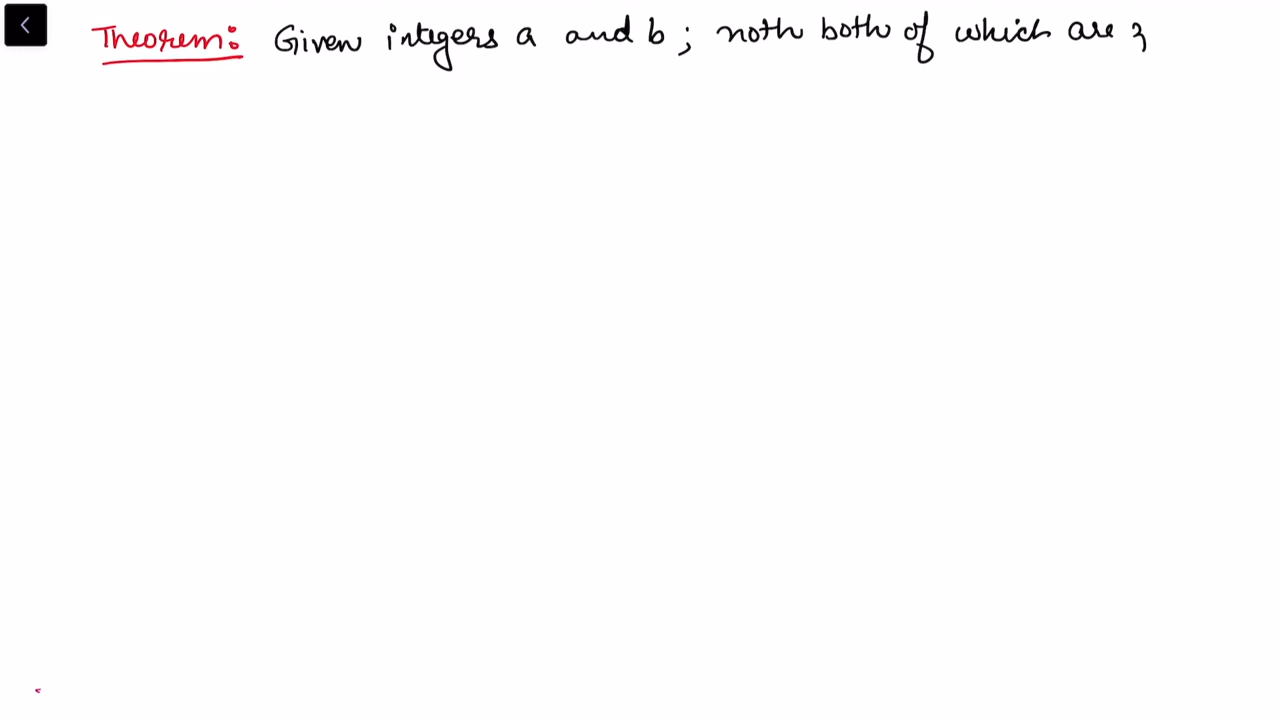 Theorem: Given integers a and b; noth both of which are